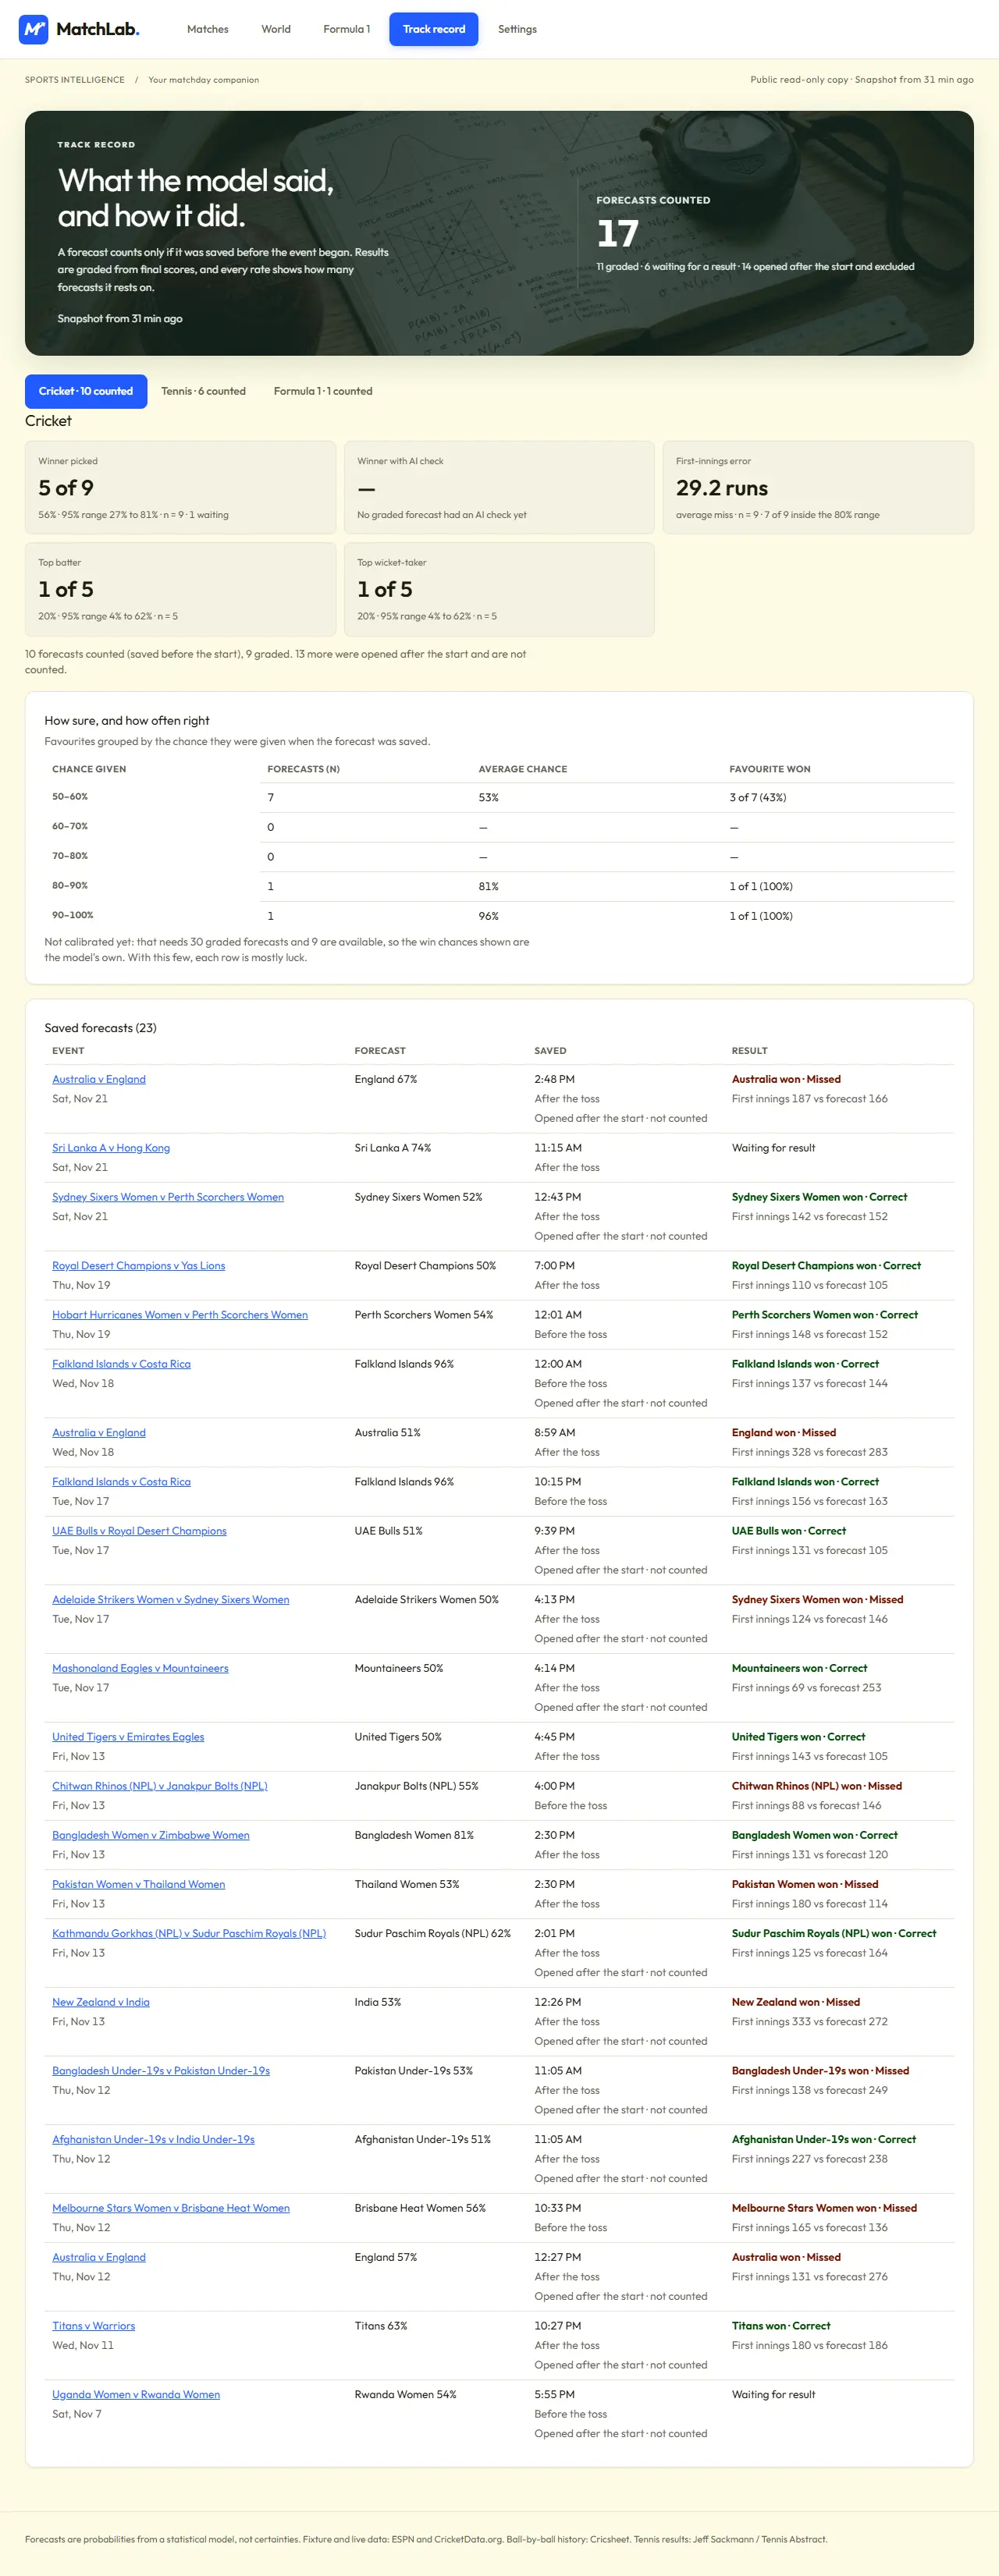 MatchLab.
Matches
World
Formula 1
Track record
Settings
SPORTS INTELLIGENCE / Your matchday companion
Public read-only copy · Snapshot from 31 min ago
TRACK RECORD
What the model said,
and how it did.
A forecast counts only if it was saved before the event began. Results
are graded from final scores, and every rate shows how many
forecasts it rests on.
Snapshot from 31 min ago
FORECASTS COUNTED
17
11 graded · 6 waiting for a result · 14 opened after the start and excluded
Cricket · 10 counted
Tennis · 6 counted
Formula 1 · 1 counted
Cricket
Winner picked
5 of 9
56% · 95% range 27% to 81% · n = 9 · 1 waiting
Winner with AI check
—
No graded forecast had an AI check yet
First-innings error
29.2 runs
average miss · n = 9 · 7 of 9 inside the 80% range
Top batter
1 of 5
20% · 95% range 4% to 62% · n = 5
Top wicket-taker
1 of 5
20% · 95% range 4% to 62% · n = 5
10 forecasts counted (saved before the start), 9 graded. 13 more were opened after the start and are not
counted.
How sure, and how often right
Favourites grouped by the chance they were given when the forecast was saved.
CHANCE GIVEN FORECASTS (N) AVERAGE CHANCE FAVOURITE WON
50–60% 7 53% 3 of 7 (43%)
60–70% 0 — —
70–80% 0 — —
80–90% 1 81% 1 of 1 (100%)
90–100% 1 96% 1 of 1 (100%)
Not calibrated yet: that needs 30 graded forecasts and 9 are available, so the win chances shown are
the model's own. With this few, each row is mostly luck.
Saved forecasts (23)
EVENT FORECAST SAVED RESULT
Australia v England England 67% 2:48 PM Australia won · Missed
Sat, Nov 21 After the toss First innings 187 vs forecast 166
Opened after the start · not counted
Sri Lanka A v Hong Kong Sri Lanka A 74% 11:15 AM Waiting for result
Sat, Nov 21 After the toss
Sydney Sixers Women v Perth Scorchers Women Sydney Sixers Women 52% 12:43 PM Sydney Sixers Women won · Correct
Sat, Nov 21 After the toss First innings 142 vs forecast 152
Opened after the start · not counted
Royal Desert Champions v Yas Lions Royal Desert Champions 50% 7:00 PM Royal Desert Champions won · Correct
Thu, Nov 19 After the toss First innings 110 vs forecast 105
Hobart Hurricanes Women v Perth Scorchers Women Perth Scorchers Women 54% 12:01 AM Perth Scorchers Women won · Correct
Thu, Nov 19 Before the toss First innings 148 vs forecast 152
Falkland Islands v Costa Rica Falkland Islands 96% 12:00 AM Falkland Islands won · Correct
Wed, Nov 18 Before the toss First innings 137 vs forecast 144
Opened after the start · not counted
Australia v England Australia 51% 8:59 AM England won · Missed
Wed, Nov 18 After the toss First innings 328 vs forecast 283
Falkland Islands v Costa Rica Falkland Islands 96% 10:15 PM Falkland Islands won · Correct
Tue, Nov 17 Before the toss First innings 156 vs forecast 163
UAE Bulls v Royal Desert Champions UAE Bulls 51% 9:39 PM UAE Bulls won · Correct
Tue, Nov 17 After the toss First innings 131 vs forecast 105
Opened after the start · not counted
Adelaide Strikers Women v Sydney Sixers Women Adelaide Strikers Women 50% 4:13 PM Sydney Sixers Women won · Missed
Tue, Nov 17 After the toss First innings 124 vs forecast 146
Opened after the start · not counted
Mashonaland Eagles v Mountaineers Mountaineers 50% 4:14 PM Mountaineers won · Correct
Tue, Nov 17 After the toss First innings 69 vs forecast 253
Opened after the start · not counted
United Tigers v Emirates Eagles United Tigers 50% 4:45 PM United Tigers won · Correct
Fri, Nov 13 After the toss First innings 143 vs forecast 105
Chitwan Rhinos (NPL) v Janakpur Bolts (NPL) Janakpur Bolts (NPL) 55% 4:00 PM Chitwan Rhinos (NPL) won · Missed
Fri, Nov 13 Before the toss First innings 88 vs forecast 146
Bangladesh Women v Zimbabwe Women Bangladesh Women 81% 2:30 PM Bangladesh Women won · Correct
Fri, Nov 13 After the toss First innings 131 vs forecast 120
Pakistan Women v Thailand Women Thailand Women 53% 2:30 PM Pakistan Women won · Missed
Fri, Nov 13 After the toss First innings 180 vs forecast 114
Kathmandu Gorkhas (NPL) v Sudur Paschim Royals (NPL) Sudur Paschim Royals (NPL) 62% 2:01 PM Sudur Paschim Royals (NPL) won · Correct
Fri, Nov 13 After the toss First innings 125 vs forecast 164
Opened after the start · not counted
New Zealand v India India 53% 12:26 PM New Zealand won · Missed
Fri, Nov 13 After the toss First innings 333 vs forecast 272
Opened after the start · not counted
Bangladesh Under-19s v Pakistan Under-19s Pakistan Under-19s 53% 11:05 AM Bangladesh Under-19s won · Missed
Thu, Nov 12 After the toss First innings 138 vs forecast 249
Opened after the start · not counted
Afghanistan Under-19s v India Under-19s Afghanistan Under-19s 51% 11:05 AM Afghanistan Under-19s won · Correct
Thu, Nov 12 After the toss First innings 227 vs forecast 238
Opened after the start · not counted
Melbourne Stars Women v Brisbane Heat Women Brisbane Heat Women 56% 10:33 PM Melbourne Stars Women won · Missed
Thu, Nov 12 Before the toss First innings 165 vs forecast 136
Australia v England England 57% 12:27 PM Australia won · Missed
Thu, Nov 12 After the toss First innings 131 vs forecast 276
Opened after the start · not counted
Titans v Warriors Titans 63% 10:27 PM Titans won · Correct
Wed, Nov 11 After the toss First innings 180 vs forecast 186
Opened after the start · not counted
Uganda Women v Rwanda Women Rwanda Women 54% 5:55 PM Waiting for result
Sat, Nov 7 Before the toss
Opened after the start · not counted
Forecasts are probabilities from a statistical model, not certainties. Fixture and live data: ESPN and CricketData.org. Ball-by-ball history: Cricsheet. Tennis results: Jeff Sackmann / Tennis Abstract.